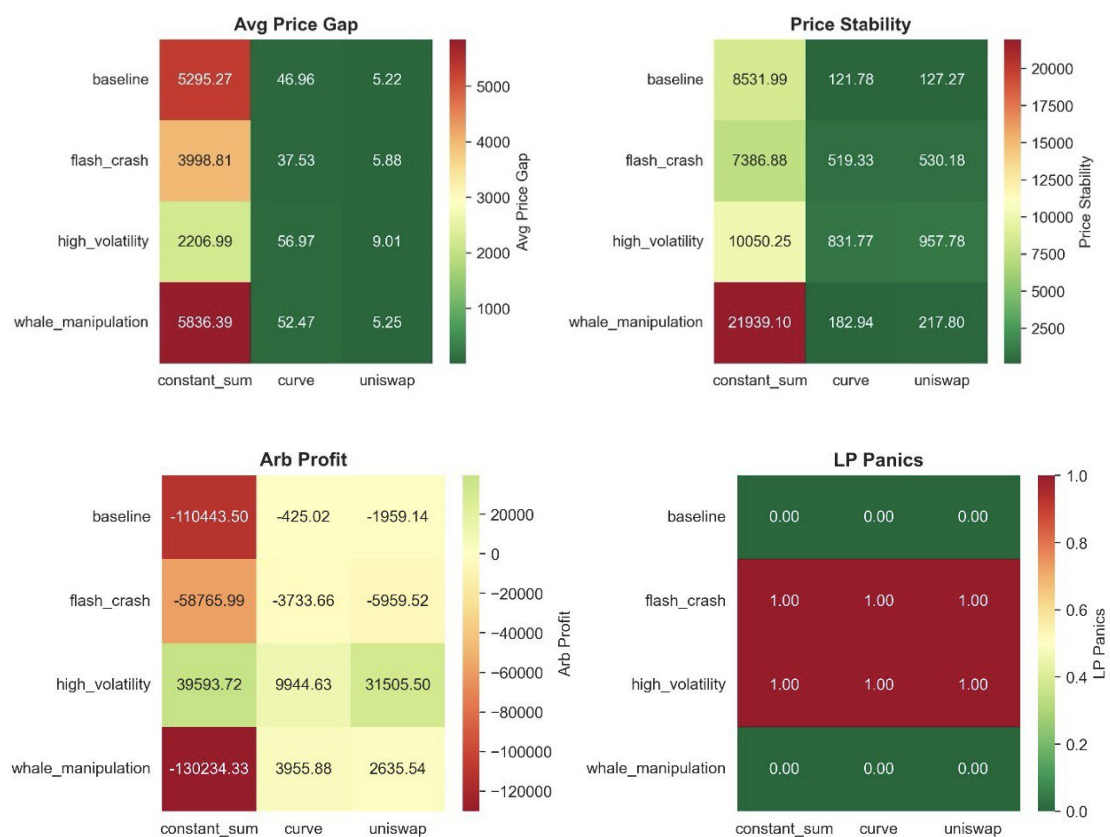 Avg Price Gap
baseline 5295.27 46.96 5.22
flash_crash 3998.81 37.53 5.88
high_volatility 2206.99 56.97 9.01
whale_manipulation 5836.39 52.47 5.25
constant_sum curve uniswap
5000
4000
3000
2000
1000
Avg Price Gap
Price Stability
baseline 8531.99 121.78 127.27
flash_crash 7386.88 519.33 530.18
high_volatility 10050.25 831.77 957.78
whale_manipulation 21939.10 182.94 217.80
constant_sum curve uniswap
20000
17500
15000
12500
10000
7500
5000
2500
Price Stability
Arb Profit
baseline -110443.50 -425.02 -1959.14
flash_crash -58765.99 -3733.66 -5959.52
high_volatility 39593.72 9944.63 31505.50
whale_manipulation -130234.33 3955.88 2635.54
constant_sum curve uniswap
20000
0
-20000
-40000
-60000
-80000
-100000
-120000
Arb Profit
LP Panics
baseline 0.00 0.00 0.00
flash_crash 1.00 1.00 1.00
high_volatility 1.00 1.00 1.00
whale_manipulation 0.00 0.00 0.00
constant_sum curve uniswap
1.0
0.8
0.6
0.4
0.2
0.0
LP Panics